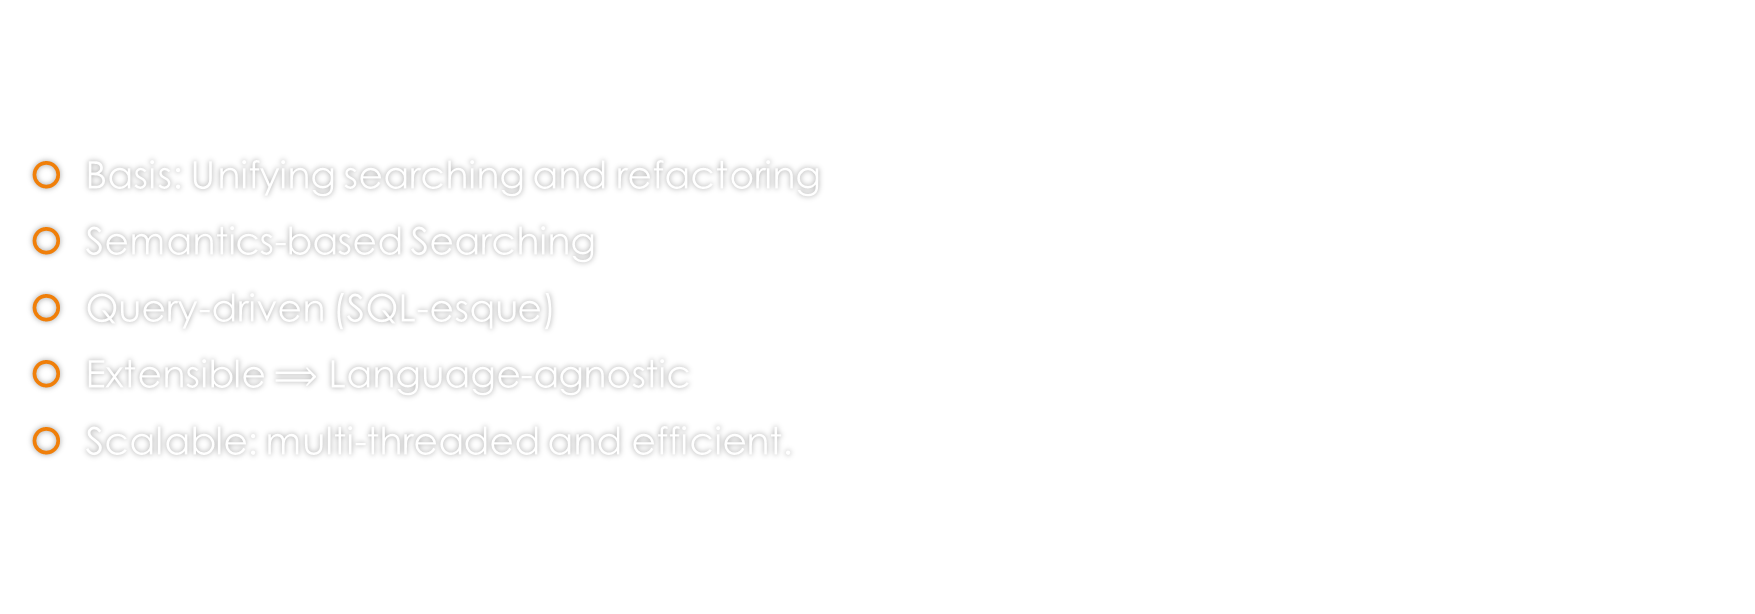 Basis: Unifying searching and refactoring
Semantics-based Searching
Query-driven (SQL-esque)
Extensible ⟹ Language-agnostic
Scalable: multi-threaded and efficient.